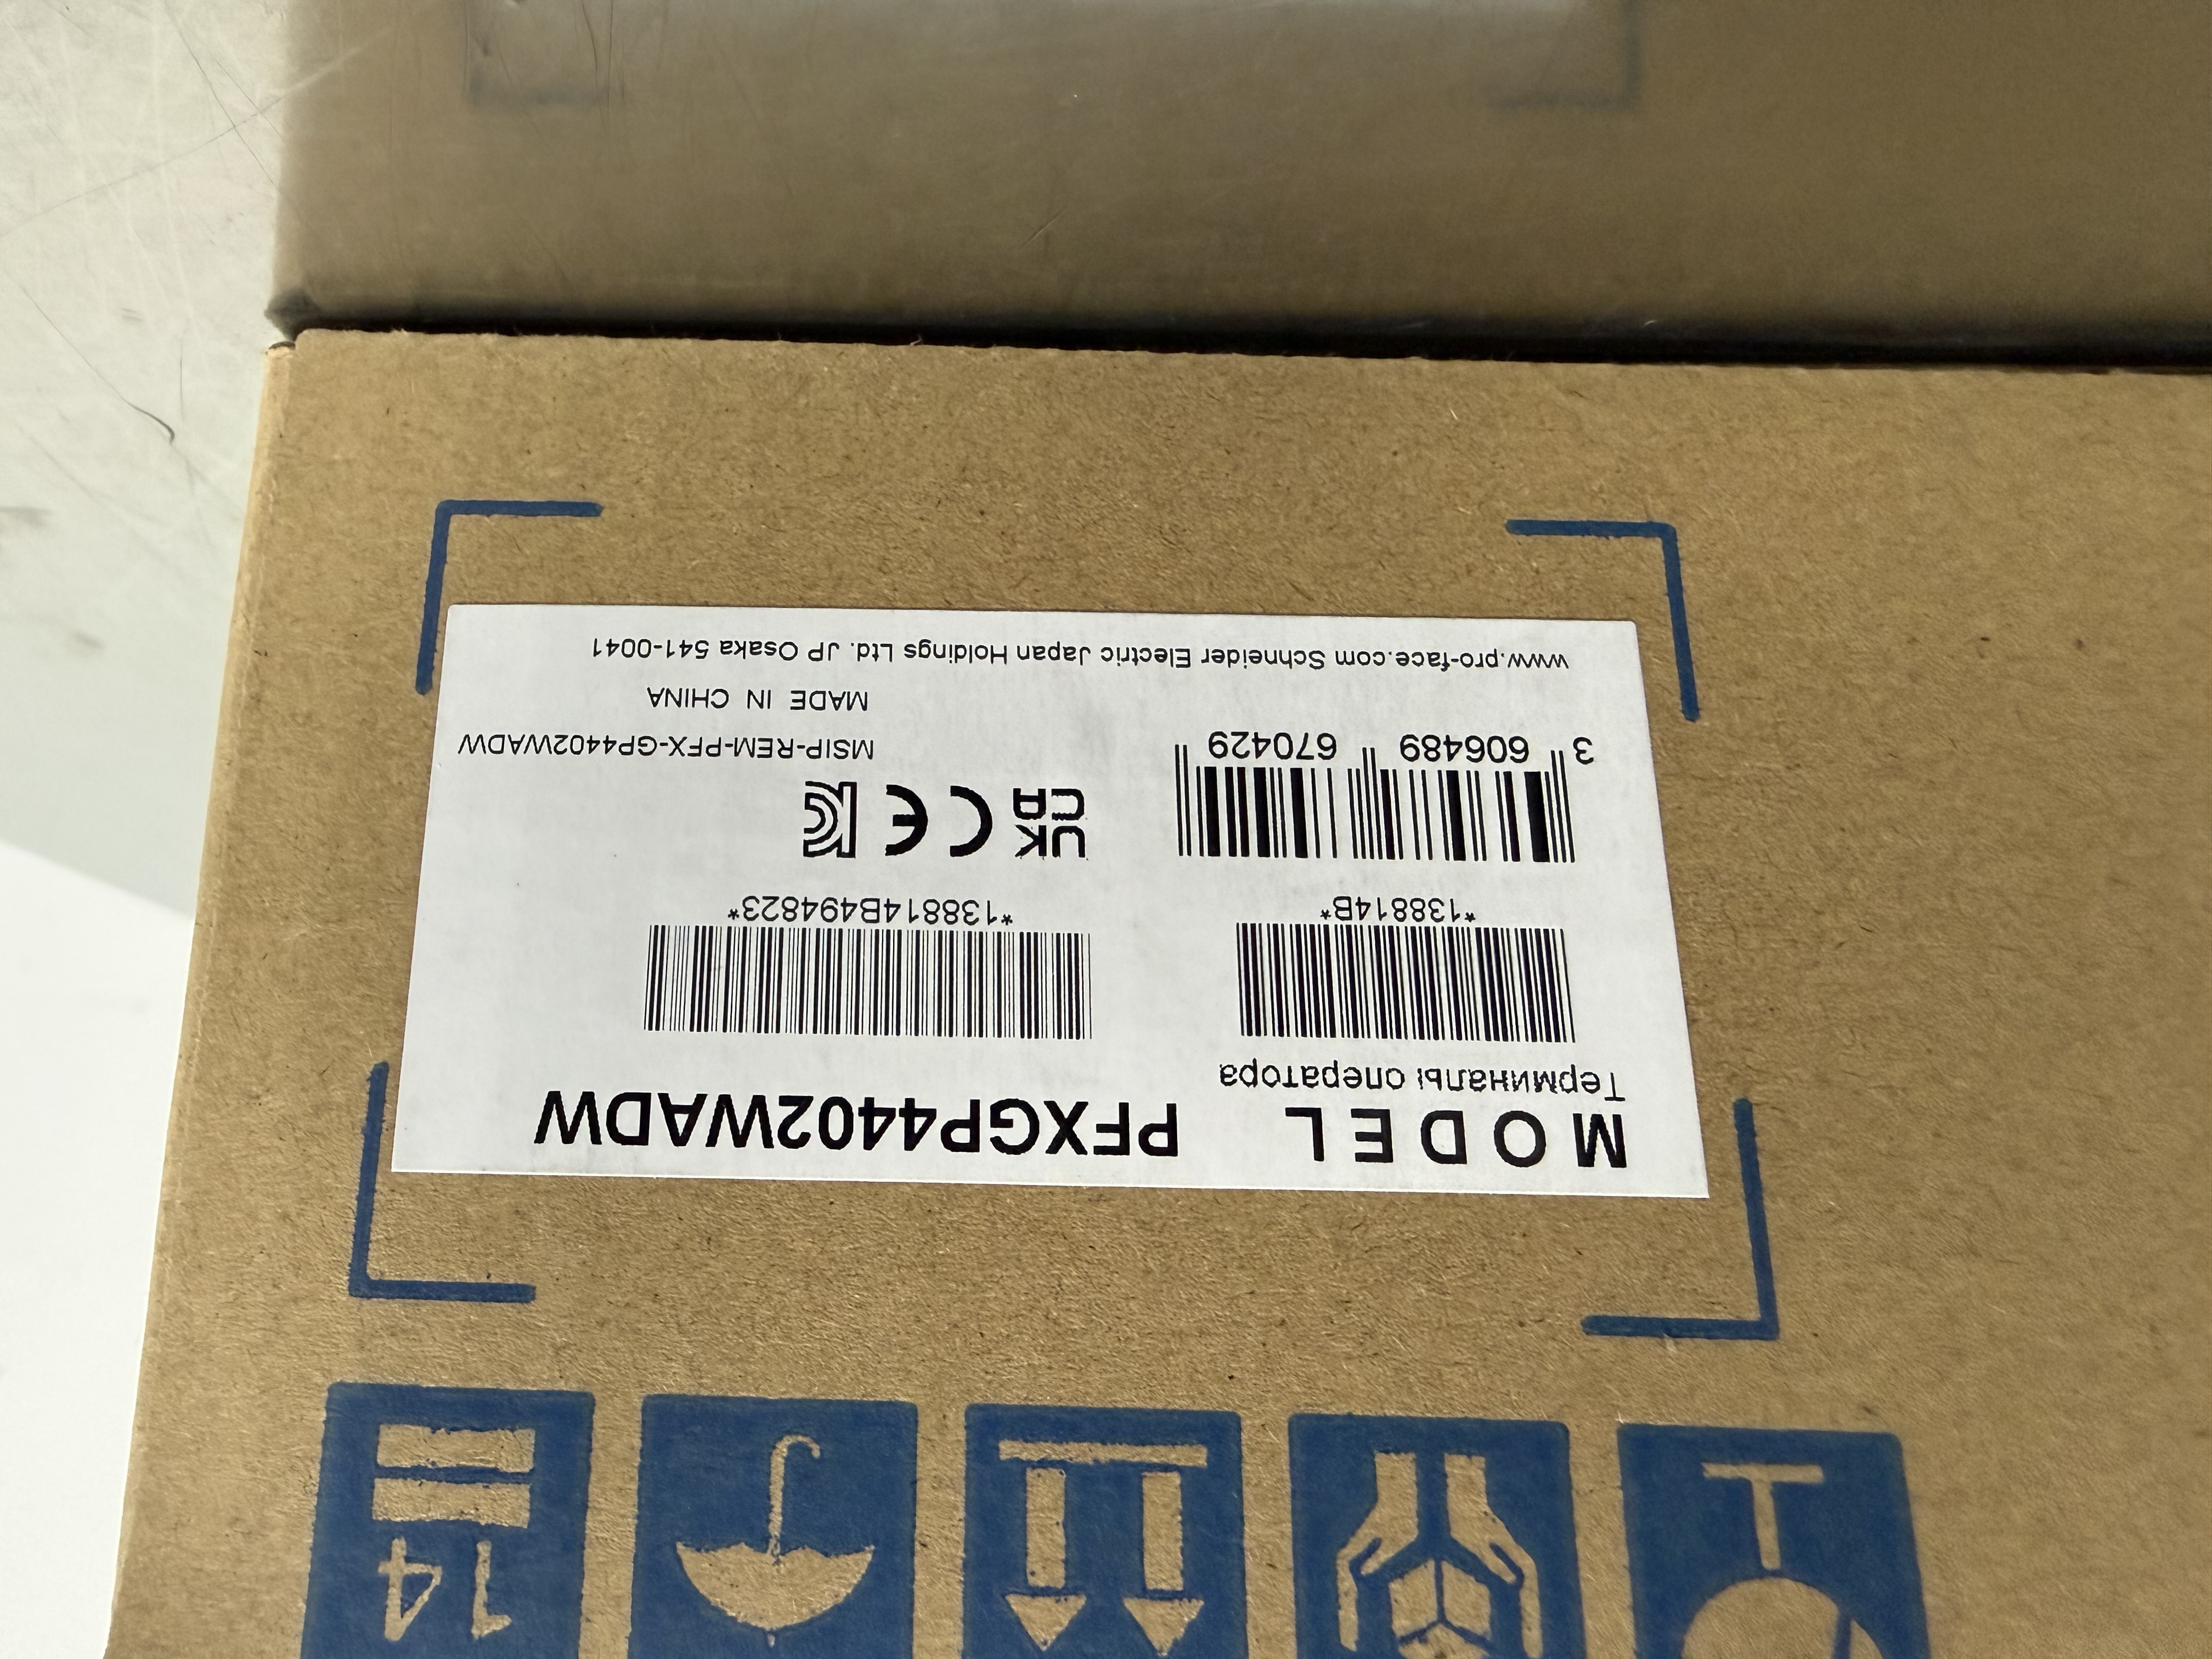 MODEL PFXGP4402WADW
Терминалы оператора
*138814B* *138814B494823*
UK CA CE
3 606489 670429
MSIP-REM-PFX-GP4402WADW
MADE IN CHINA
www.pro-face.com Schneider Electric Japan Holdings Ltd. JP Osaka 541-0041
14